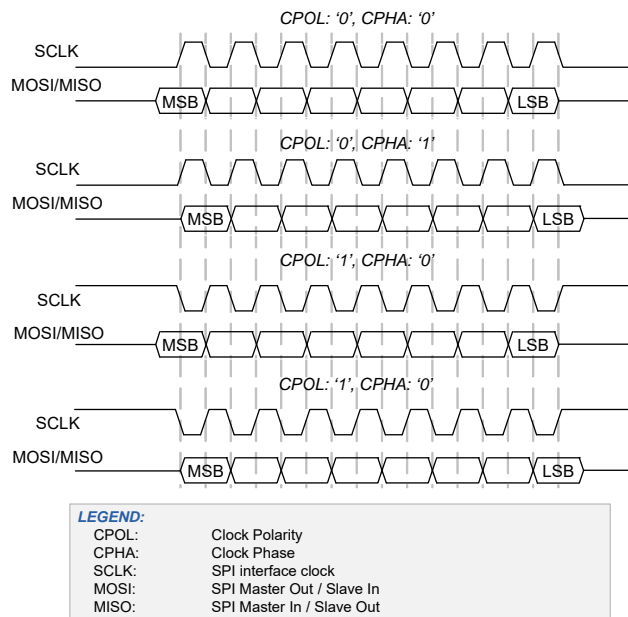 CPOL: ‘0’, CPHA: ‘0’
SCLK
MOSI/MISO
MSB LSB
CPOL: ‘0’, CPHA: ‘1’
SCLK
MOSI/MISO
MSB LSB
CPOL: ‘1’, CPHA: ‘0’
SCLK
MOSI/MISO
MSB LSB
CPOL: ‘1’, CPHA: ‘0’
SCLK
MOSI/MISO
MSB LSB
LEGEND:
CPOL: Clock Polarity
CPHA: Clock Phase
SCLK: SPI interface clock
MOSI: SPI Master Out / Slave In
MISO: SPI Master In / Slave Out